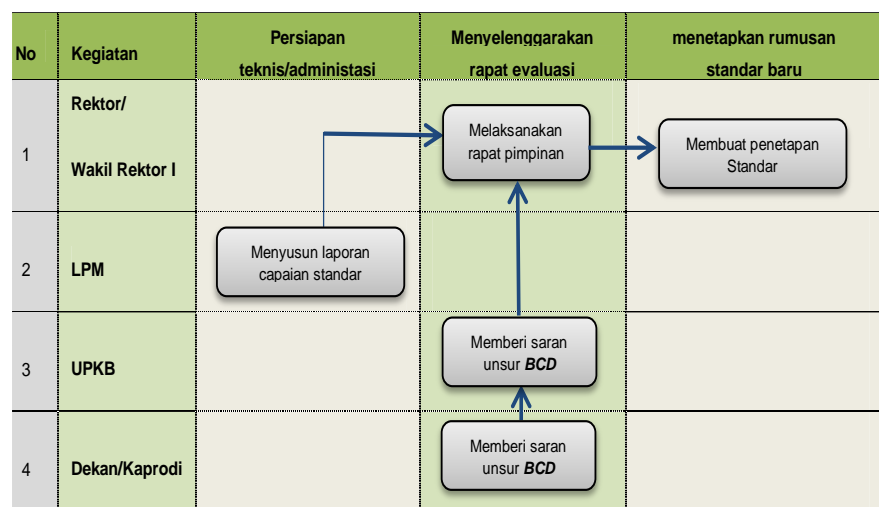 No
Kegiatan
Persiapan
teknis/administasi
Menyelenggarakan
rapat evaluasi
menetapkan rumusan
standar baru
1
Rektor/
Wakil Rektor I
Melaksanakan
rapat pimpinan
Membuat penetapan
Standar
2
LPM
Menyusun laporan
capaian standar
3
UPKB
Memberi saran
unsur BCD
4
Dekan/Kaprodi
Memberi saran
unsur BCD